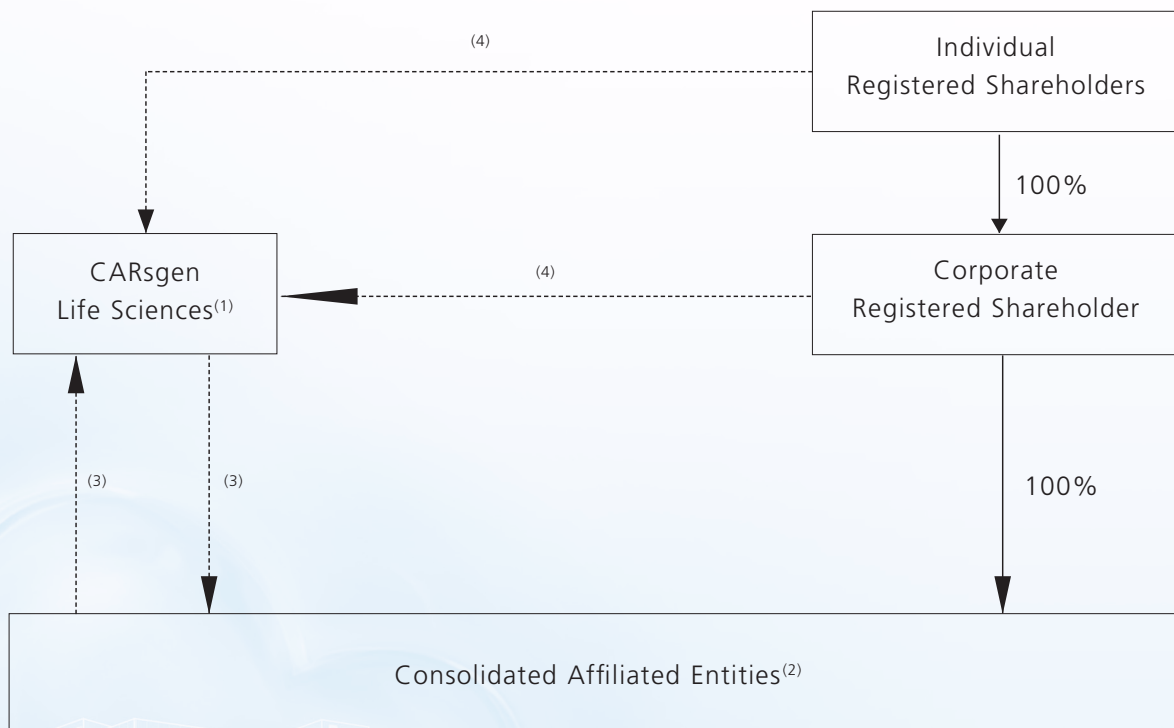 (4)
Individual
Registered Shareholders
100%
CARsgen
Life Sciences(1)
(4)
Corporate
Registered Shareholder
(3)
(3)
100%
Consolidated Affiliated Entities(2)